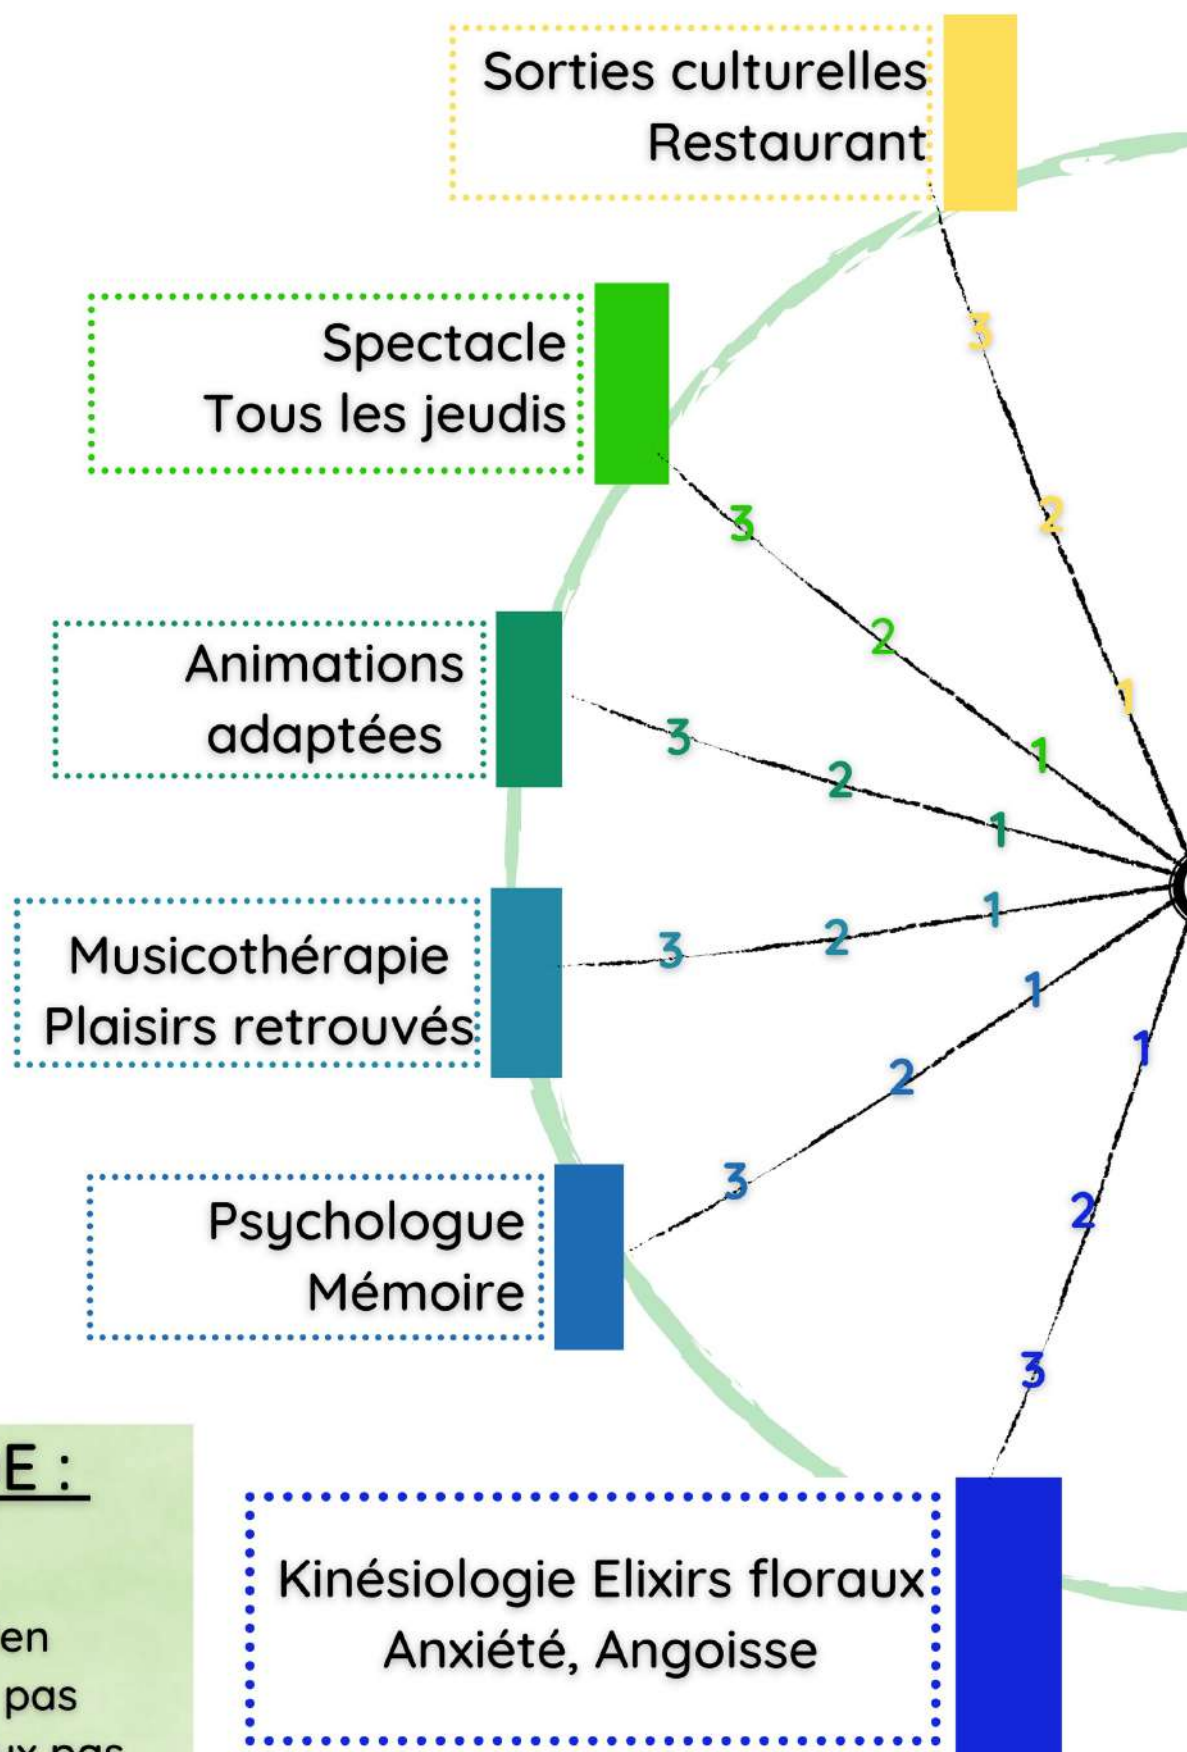 Sorties culturelles
Restaurant
3
2
1
Spectacle
Tous les jeudis
3
2
1
Animations
adaptées
3
2
1
Musicothérapie
Plaisirs retrouvés
3
2
1
Psychologue
Mémoire
3
2
1
Kinésiologie Elixirs floraux
Anxiété, Angoisse
3
2
1
E :
en
pas
pas